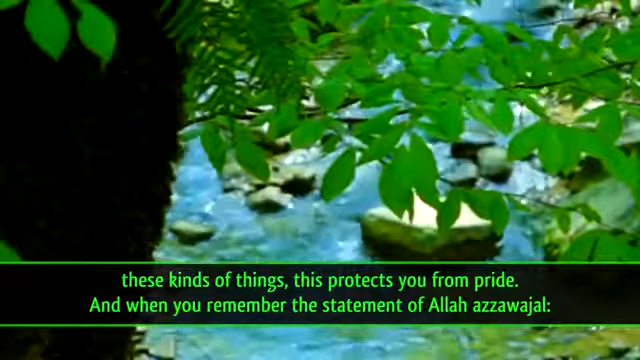 these kinds of things, this protects you from pride.
And when you remember the statement of Allah azzawajal: